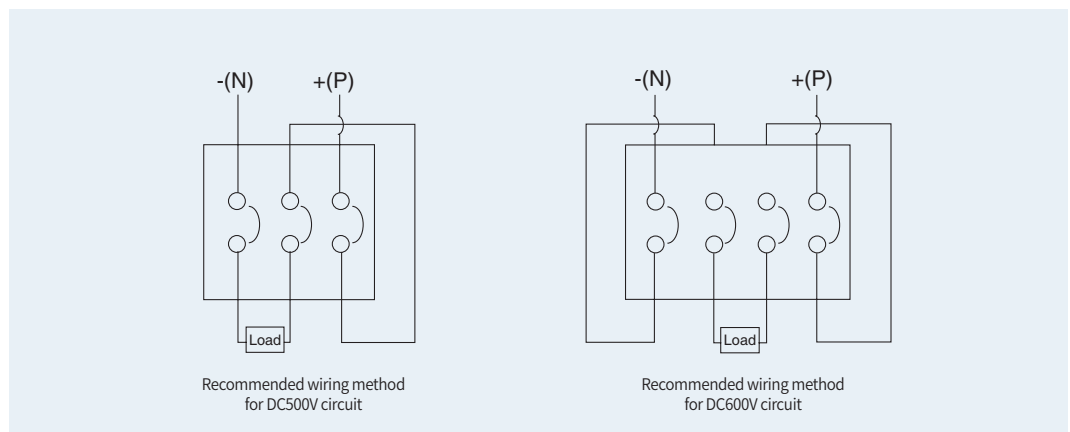 -(N)
+(P)
Load
Recommended wiring method
for DC500V circuit
-(N)
+(P)
Load
Recommended wiring method
for DC600V circuit